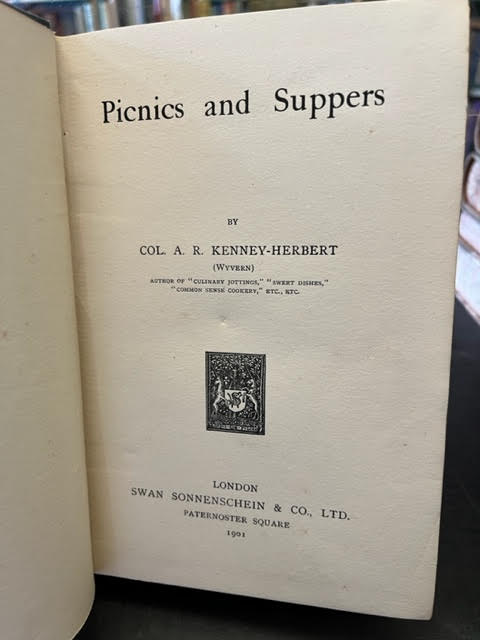 Picnics and Suppers
BY
COL. A. R. KENNEY-HERBERT
(WYVERN)
AUTHOR OF "CULINARY JOTTINGS," "SWEET DISHES,"
"COMMON SENSE COOKERY," ETC., ETC.
LONDON
SWAN SONNENSCHEIN & CO., LTD.
PATERNOSTER SQUARE
1901